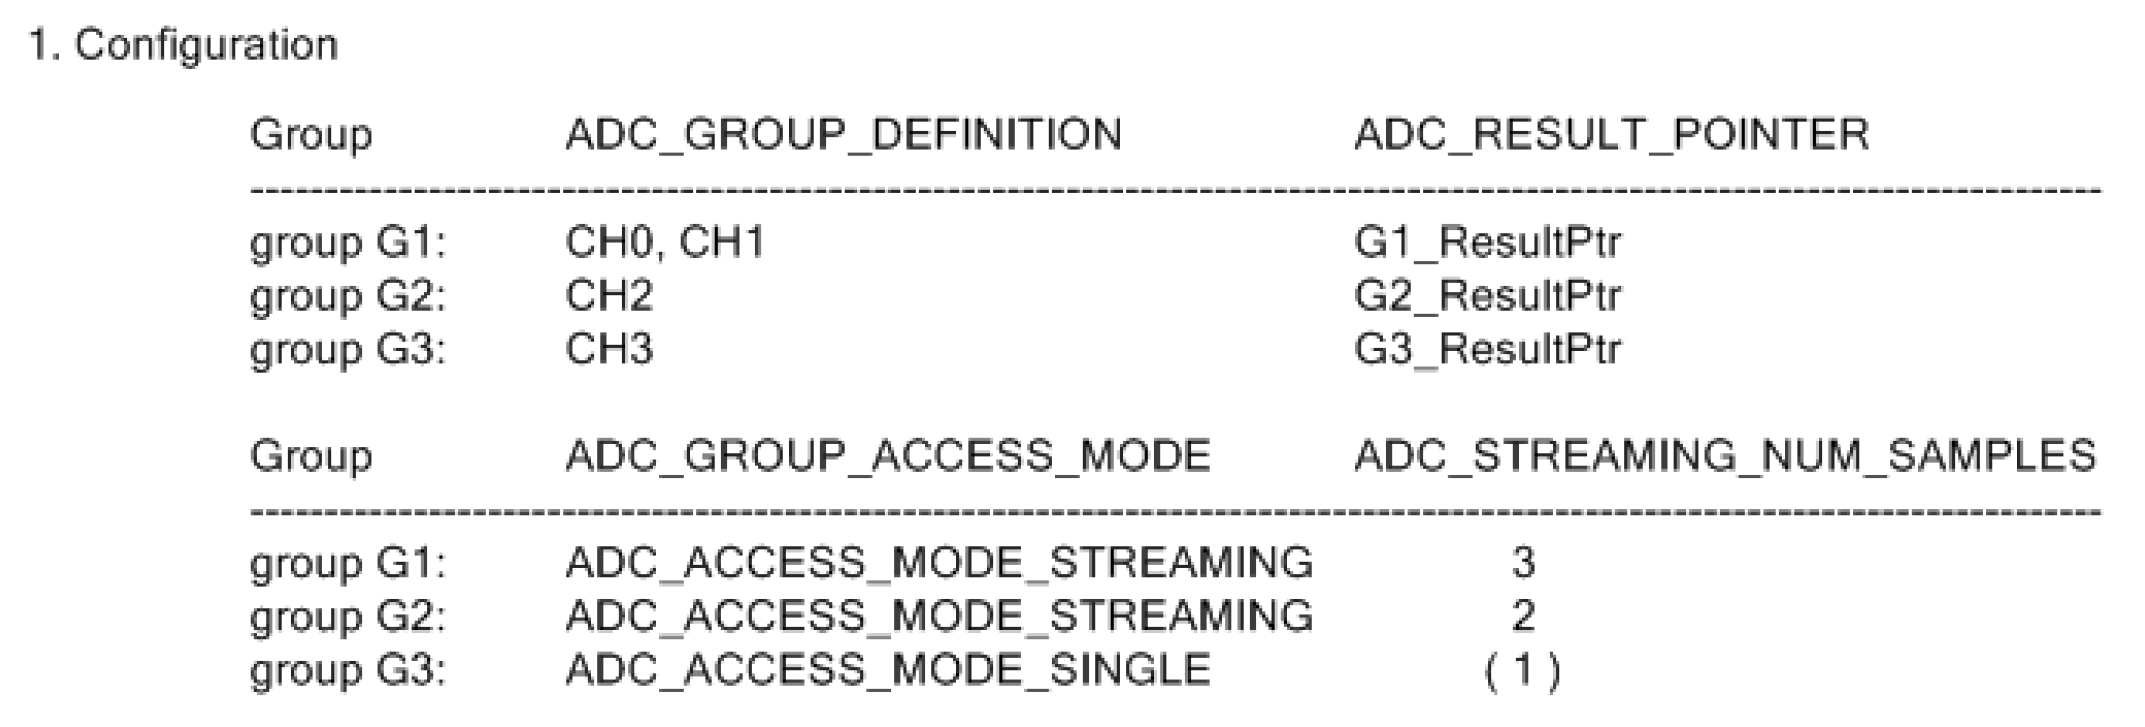 1. Configuration
Group ADC_GROUP_DEFINITION ADC_RESULT_POINTER
group G1: CH0, CH1 G1_ResultPtr
group G2: CH2 G2_ResultPtr
group G3: CH3 G3_ResultPtr
Group ADC_GROUP_ACCESS_MODE ADC_STREAMING_NUM_SAMPLES
group G1: ADC_ACCESS_MODE_STREAMING 3
group G2: ADC_ACCESS_MODE_STREAMING 2
group G3: ADC_ACCESS_MODE_SINGLE ( 1 )